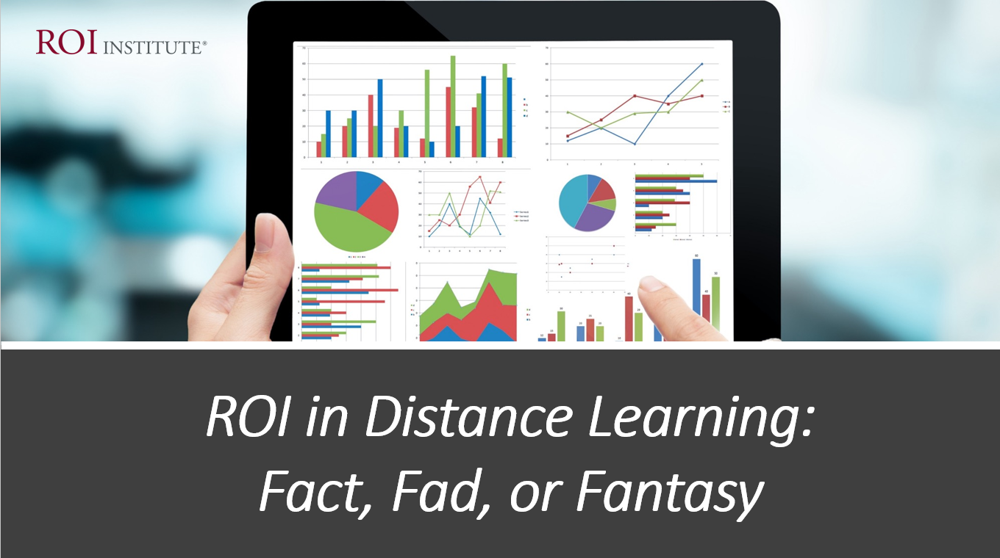 ROI INSTITUTE®
ROI in Distance Learning:
Fact, Fad, or Fantasy